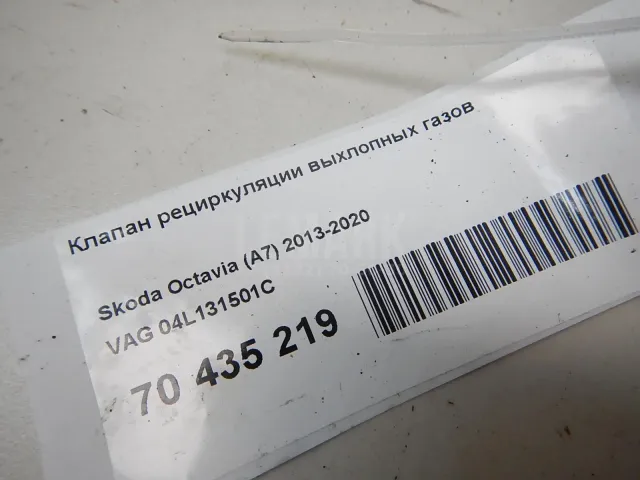 Клапан рециркуляции выхлопных газов
Skoda Octavia (A7) 2013-2020
VAG 04L131501C
70 435 219